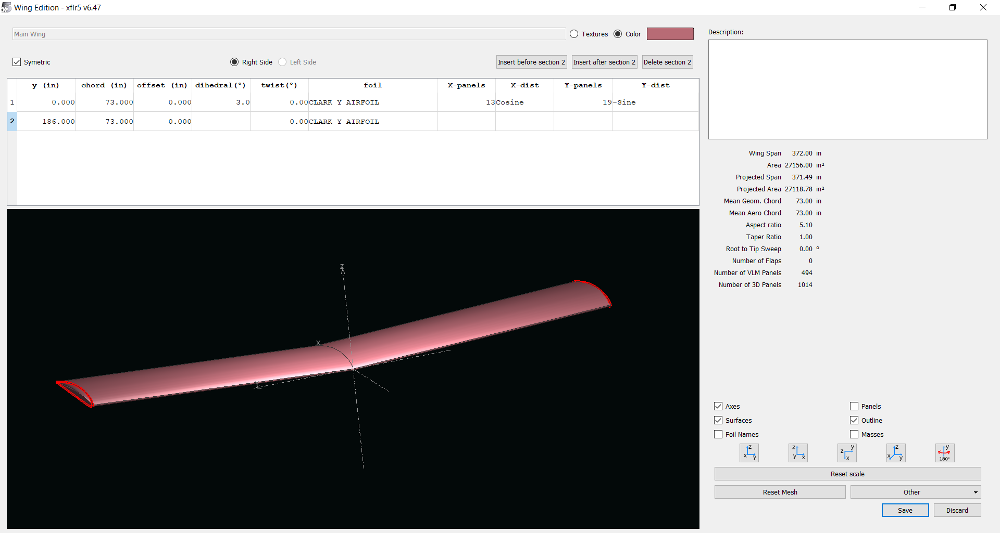 Wing Edition - xflr5 v6.47
Main Wing
Textures Color
Description:
Symetric
Right Side Left Side
Insert before section 2 Insert after section 2 Delete section 2
y (in) chord (in) offset (in) dihedral(°) twist(°) foil X-panels X-dist Y-panels Y-dist
1 0.000 73.000 0.000 3.0 0.00 CLARK Y AIRFOIL 13 Cosine 19 -Sine
2 186.000 73.000 0.000 0.00 CLARK Y AIRFOIL
Wing Span 372.00 in
Area 27156.00 in²
Projected Span 371.49 in
Projected Area 27118.78 in²
Mean Geom. Chord 73.00 in
Mean Aero Chord 73.00 in
Aspect ratio 5.10
Taper Ratio 1.00
Root to Tip Sweep 0.00 °
Number of Flaps 0
Number of VLM Panels 494
Number of 3D Panels 1014
Z
X
Y
Axes Panels
Surfaces Outline
Foil Names Masses
z x y
z y x
z y x
z x y
y 180°
Reset scale
Reset Mesh Other
Save Discard